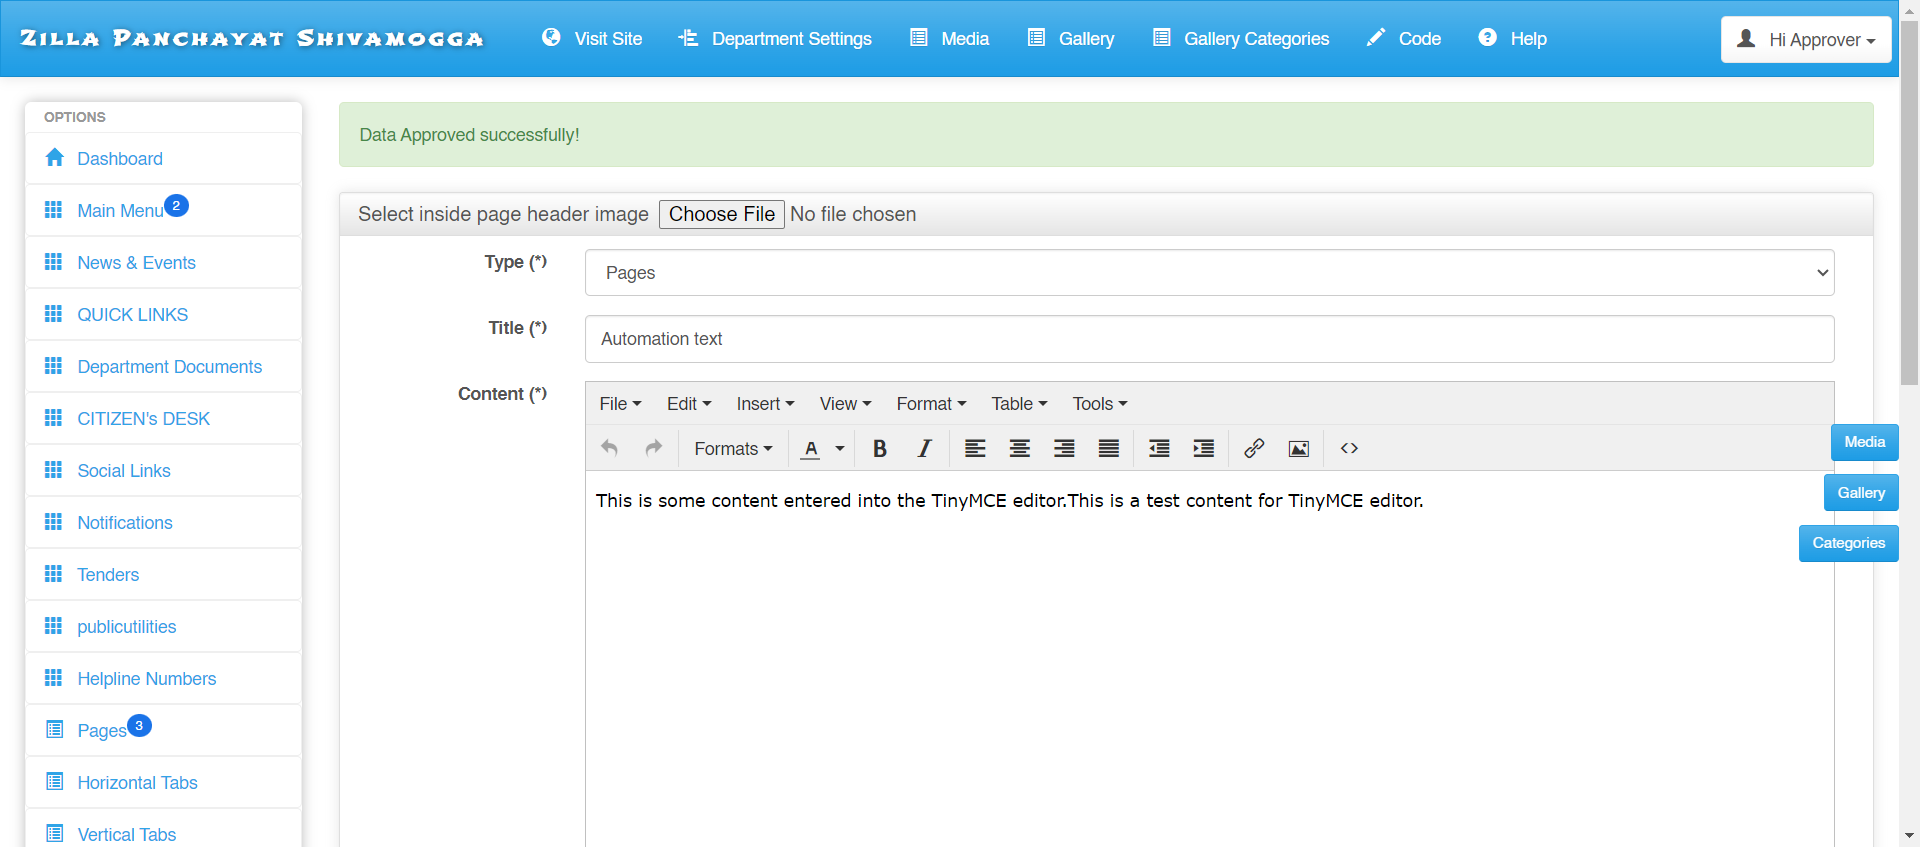 Zilla Panchayat Shivamogga
Visit Site
Department Settings
Media
Gallery
Gallery Categories
Code
Help
Hi Approver
OPTIONS
Dashboard
Main Menu 2
News & Events
QUICK LINKS
Department Documents
CITIZEN's DESK
Social Links
Notifications
Tenders
publicutilities
Helpline Numbers
Pages 3
Horizontal Tabs
Vertical Tabs
Data Approved successfully!
Select inside page header image Choose File No file chosen
Type (*)
Pages
Title (*)
Automation text
Content (*)
File Edit Insert View Format Table Tools
Formats A B I <>
This is some content entered into the TinyMCE editor.This is a test content for TinyMCE editor.
Media
Gallery
Categories